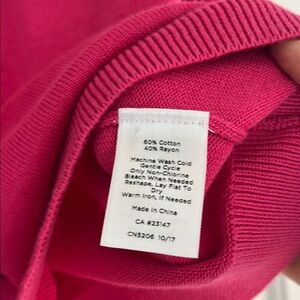 60% Cotton
40% Rayon
Machine Wash Cold
Gentle Cycle
Only Non-Chlorine
Bleach When Needed
Reshape, Lay Flat To
Dry
Warm Iron, If Needed
Made in China
CA #23147
CN5206 10/17